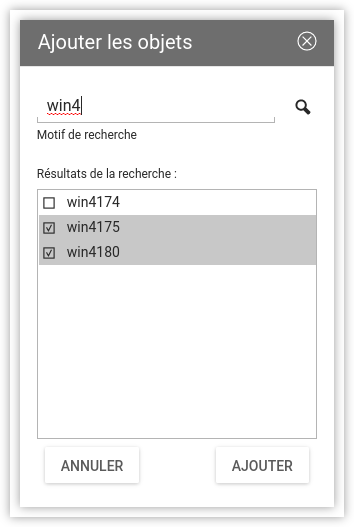 Ajouter les objets
win4
Motif de recherche
Résultats de la recherche :
win4174
win4175
win4180
ANNULER AJOUTER